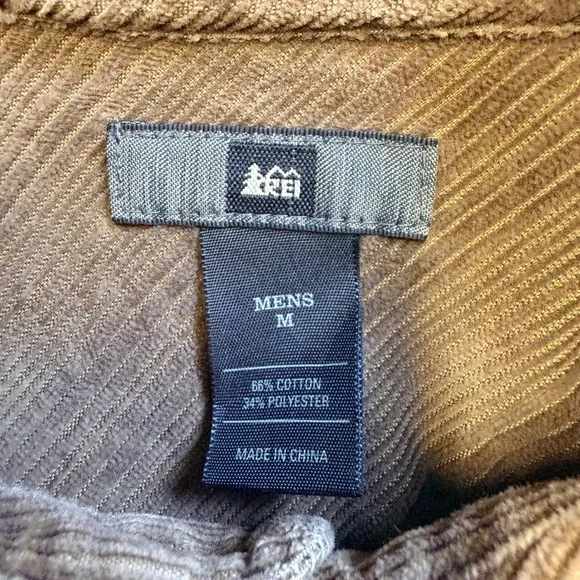 REI
MENS
M
66% COTTON
34% POLYESTER
MADE IN CHINA